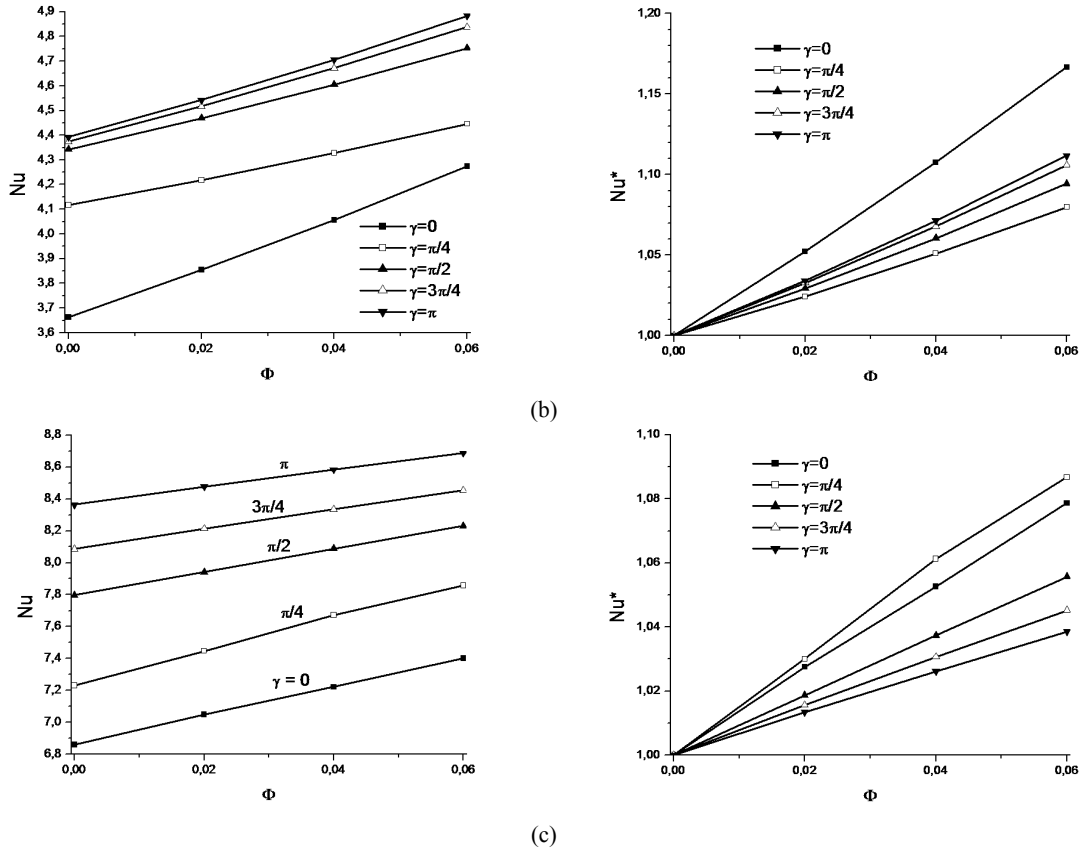 4,9
4,8
4,7
4,6
4,5
4,4
4,3
4,2
4,1
4,0
3,9
3,8
3,7
3,6
Nu
γ=0
γ=π/4
γ=π/2
γ=3π/4
γ=π
0,00 0,02 0,04 0,06
Φ
1,20
1,15
1,10
1,05
1,00
Nu*
γ=0
γ=π/4
γ=π/2
γ=3π/4
γ=π
0,00 0,02 0,04 0,06
Φ
(b)
8,8
8,6
8,4
8,2
8,0
7,8
7,6
7,4
7,2
7,0
6,8
Nu
π
3π/4
π/2
π/4
γ = 0
0,00 0,02 0,04 0,06
Φ
1,10
1,08
1,06
1,04
1,02
1,00
Nu*
γ=0
γ=π/4
γ=π/2
γ=3π/4
γ=π
0,00 0,02 0,04 0,06
Φ
(c)